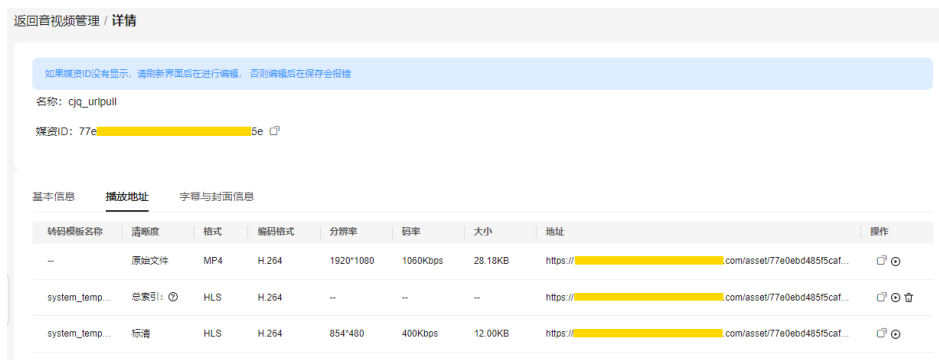 返回音视频管理 / 详情
如果媒资ID没有显示，请刷新界面后在进行编辑，否则编辑后在保存会报错
名称：cjq_urlpull
媒资ID：77e 5e
基本信息 播放地址 字幕与封面信息
转码模板名称 清晰度 格式 编码格式 分辨率 码率 大小 地址 操作
-- 原始文件 MP4 H.264 1920*1080 1060Kbps 28.18KB https:// .com/asset/77e0ebd485f5caf...
system_temp... 总索引： HLS H.264 -- -- -- https:// .com/asset/77e0ebd485f5caf...
system_temp... 标清 HLS H.264 854*480 400Kbps 12.00KB https:// .com/asset/77e0ebd485f5caf...